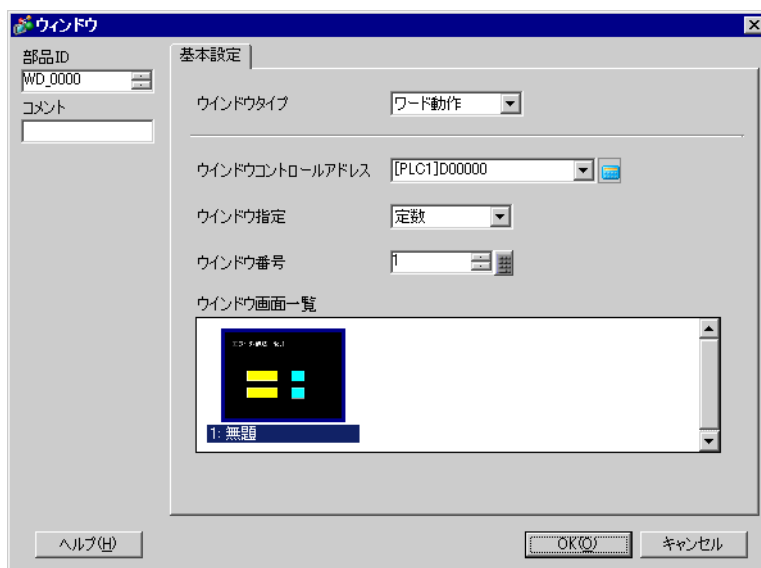 ウィンドウ
部品ID
WD_0000
コメント
基本設定
ウインドウタイプ
ワード動作
ウインドウコントロールアドレス
[PLC1]D00000
ウインドウ指定
定数
ウインドウ番号
1
ウインドウ画面一覧
1: 無題
ヘルプ(H)
OK(O)
キャンセル